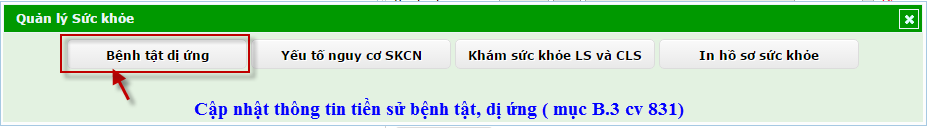 Quản lý Sức khỏe
Bệnh tật dị ứng Yếu tố nguy cơ SKCN Khám sức khỏe LS và CLS In hồ sơ sức khỏe
Cập nhật thông tin tiền sử bệnh tật, dị ứng ( mục B.3 cv 831)